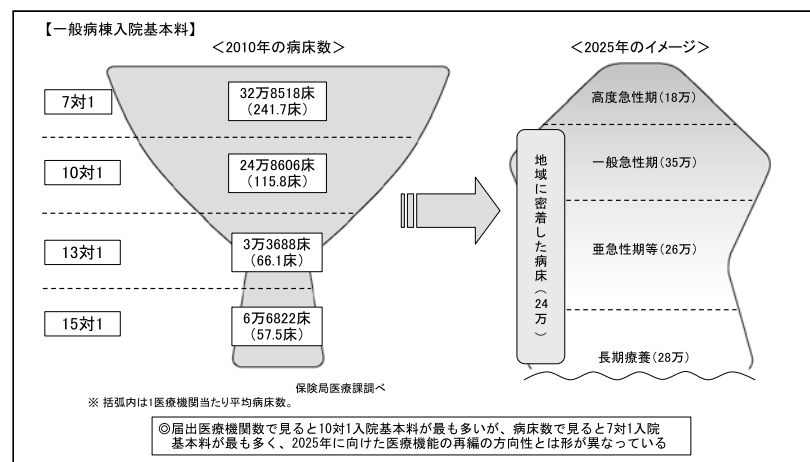 【一般病棟入院基本料】
＜2010年の病床数＞
7対1
32万8518床
(241.7床)
10対1
24万8606床
(115.8床)
13対1
3万3688床
(66.1床)
15対1
6万6822床
(57.5床)
保険局医療課調べ
※ 括弧内は1医療機関当たり平均病床数。
＜2025年のイメージ＞
高度急性期(18万)
一般急性期(35万)
亜急性期等(26万)
長期療養(28万)
地域に密着した病床(24万)
◎届出医療機関数で見ると10対1入院基本料が最も多いが、病床数で見ると7対1入院
基本料が最も多く、2025年に向けた医療機能の再編の方向性とは形が異なっている